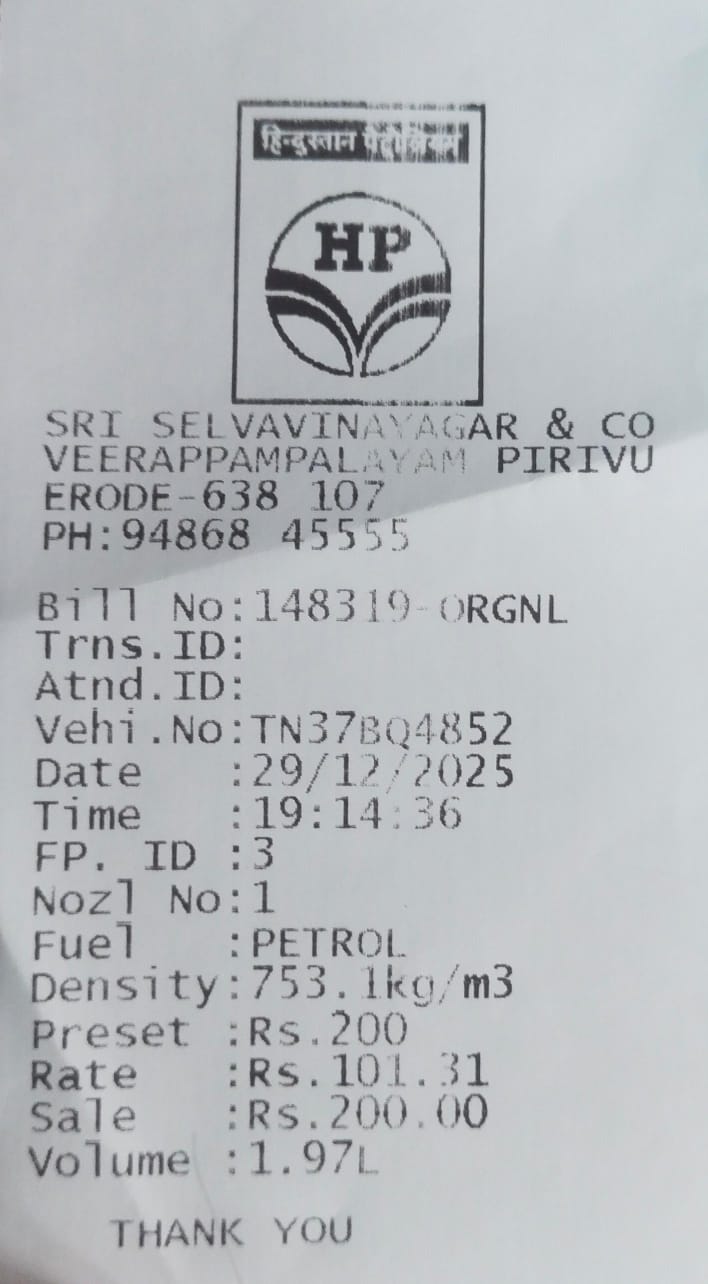 हिन्दुस्तान पेट्रोलियम
HP
SRI SELVAVINAYAGAR & CO
VEERAPPAMPALAYAM PIRIVU
ERODE-638 107
PH:94868 45555
Bill No:148319-ORGNL
Trns.ID:
Atnd.ID:
Vehi.No:TN37BQ4852
Date :29/12/2025
Time :19:14:36
FP. ID :3
Nozl No:1
Fuel :PETROL
Density:753.1kg/m3
Preset :Rs.200
Rate :Rs.101.31
Sale :Rs.200.00
Volume :1.97L
THANK YOU